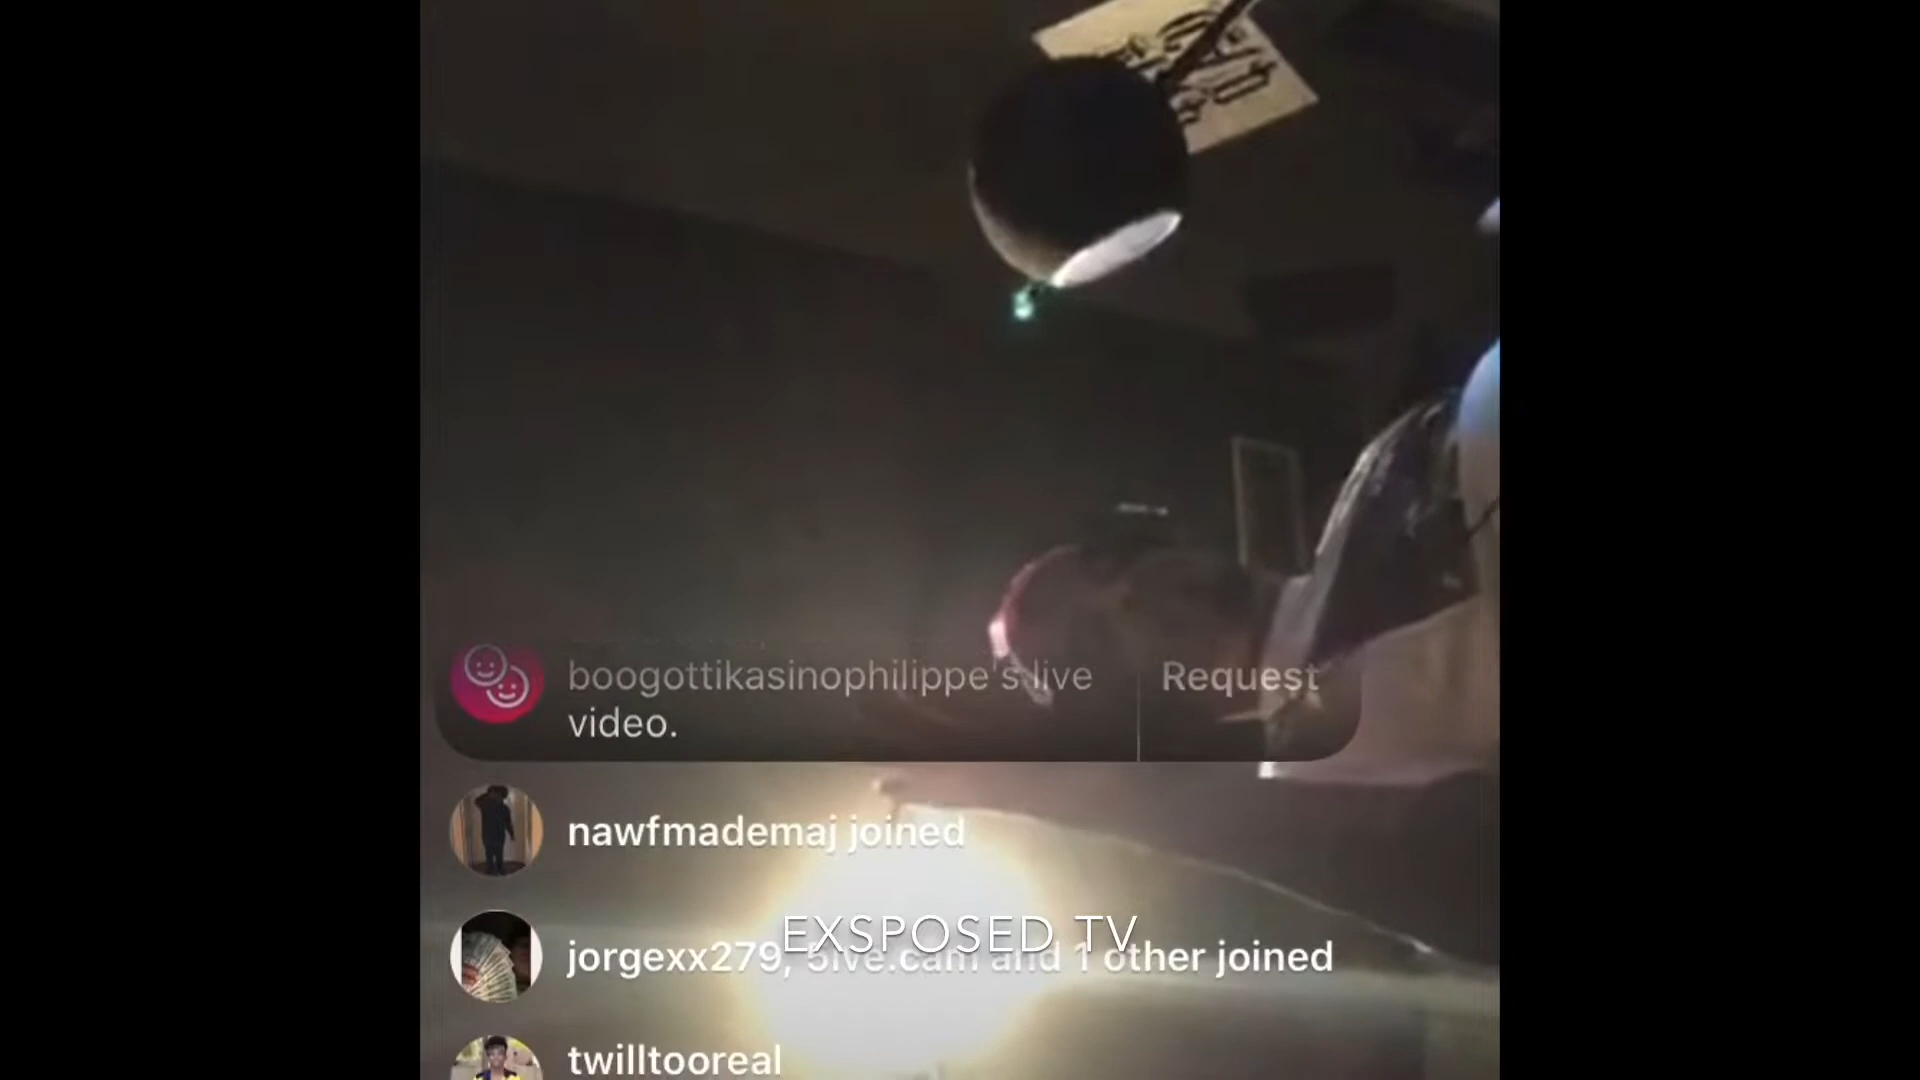 boogottikasinophilippe's live
video.
Request
nawfmademaj joined
EXSPOSED TV
jorgexx279, 5ive.cam and 1 other joined
twilltooreal